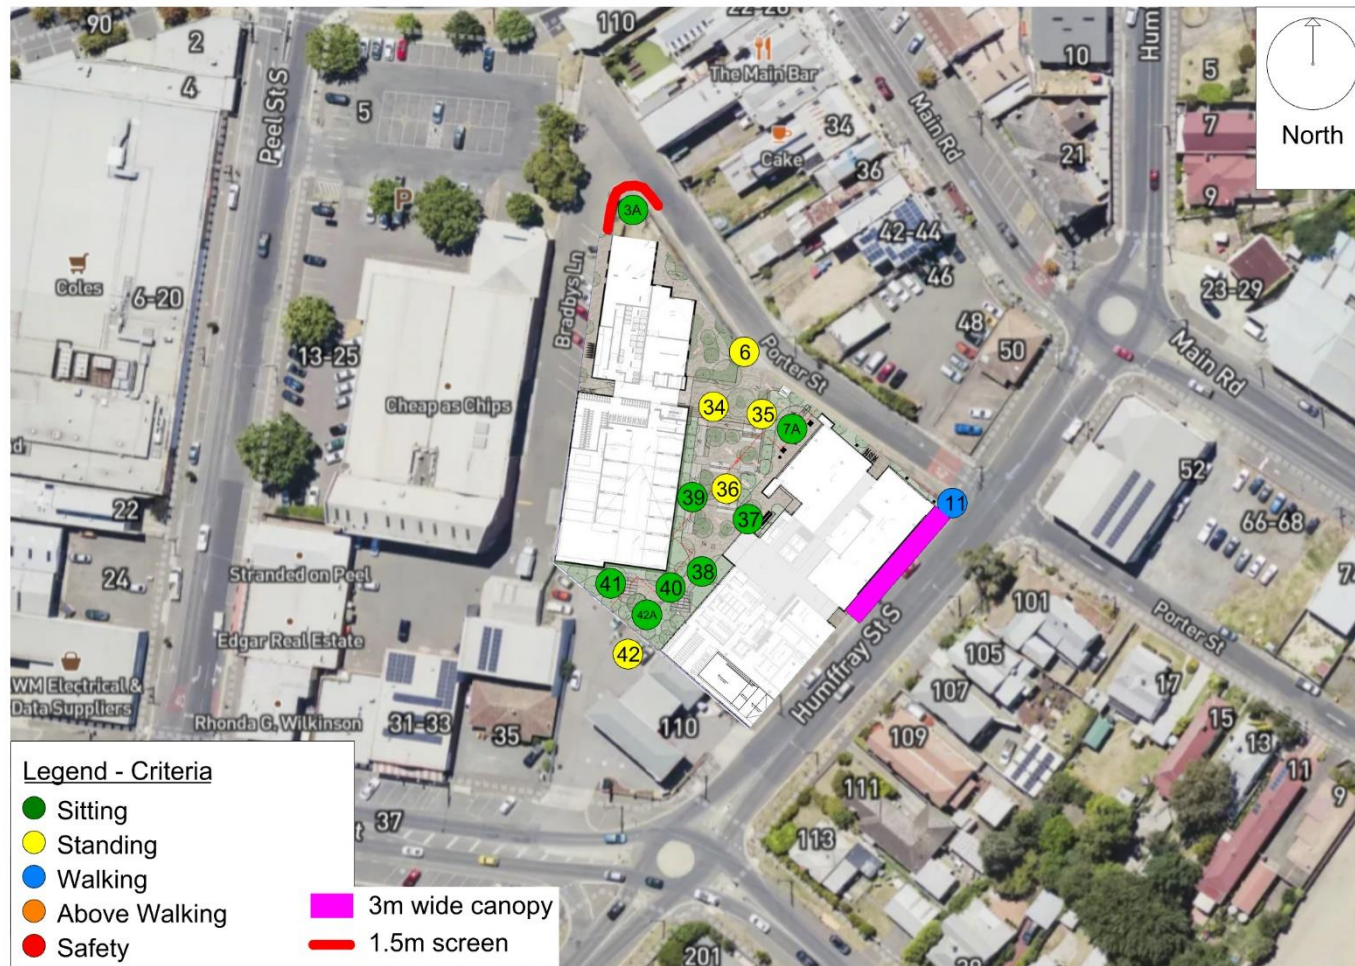 90
2
4
Peel St S
5
P
110
22-28
The Main Bar
34
Cake
36
Main Rd
42-44
46
10
21
Hum
5
7
9
North
23-29
48
50
Main Rd
Coles
6-20
13-25
Cheap as Chips
Bradbys Ln
3A
6
Porter St
34
35
7A
36
39
37
38
41
40
42A
42
11
52
66-68
74
22
24
Stranded on Peel
Edgar Real Estate
WM Electrical &
Data Suppliers
Rhonda G. Wilkinson
31-33
35
110
Humffray St S
101
105
107
109
111
113
Porter St
17
15
13
11
9
37
201
Legend - Criteria
Sitting
Standing
Walking
Above Walking
Safety
3m wide canopy
1.5m screen